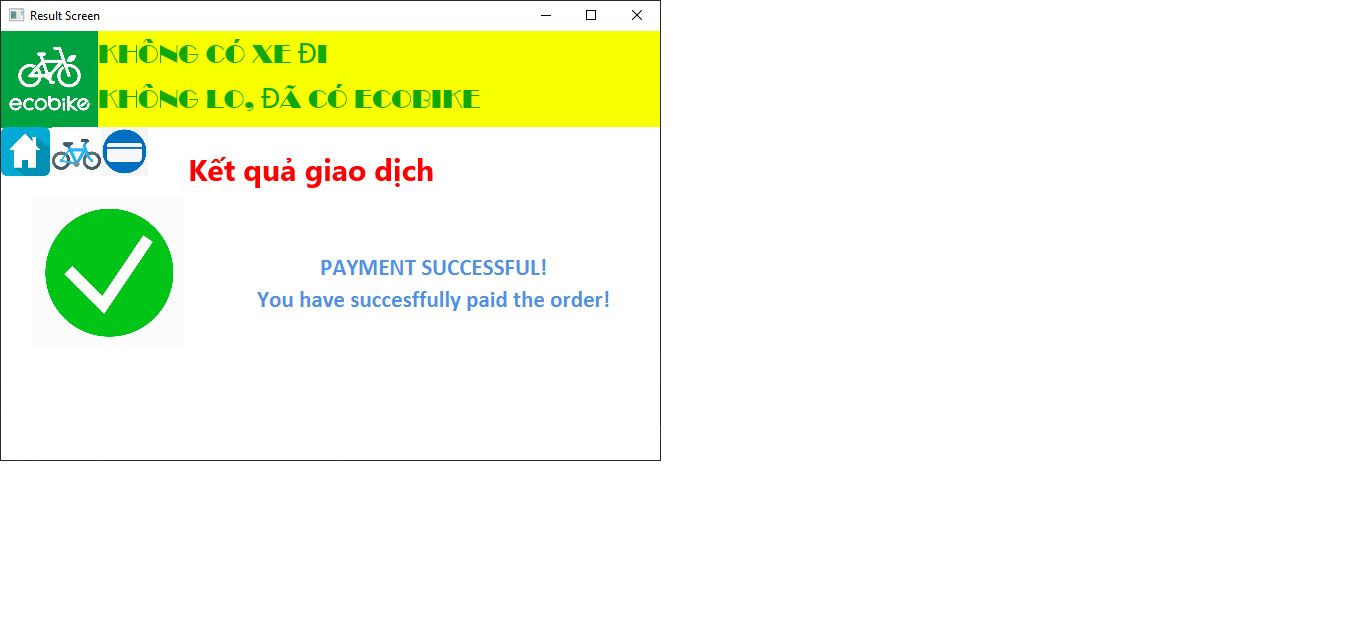 Result Screen
KHÔNG CÓ XE ĐI
ecobike
KHÔNG LO, ĐÃ CÓ ECOBIKE
Kết quả giao dịch
PAYMENT SUCCESSFUL!
You have succesffully paid the order!